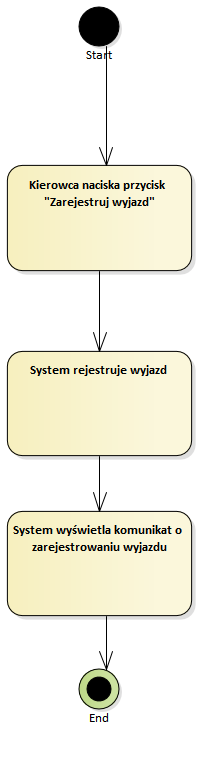 Start
Kierowca naciska przycisk
"Zarejestruj wyjazd"
System rejestruje wyjazd
System wyświetla komunikat o
zarejestrowaniu wyjazdu
End